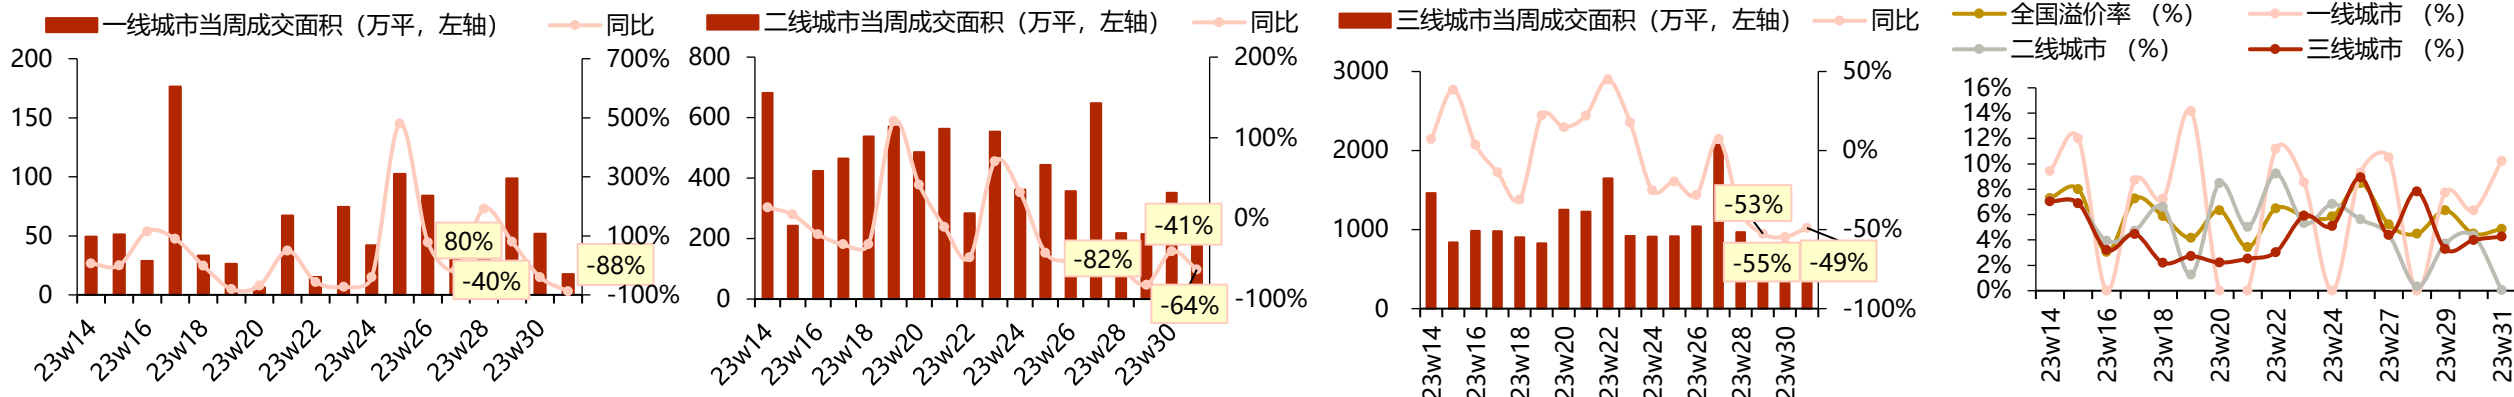 一线城市当周成交面积（万平，左轴） 同比
200
150
100
50
0
700%
500%
300%
100%
-100%
80%
-40%
-88%
23w14
23w16
23w18
23w20
23w22
23w24
23w26
23w28
23w30
二线城市当周成交面积（万平，左轴） 同比
800
600
400
200
0
200%
100%
0%
-100%
-82%
-41%
-64%
23w14
23w16
23w18
23w20
23w22
23w24
23w26
23w28
23w30
三线城市当周成交面积（万平，左轴） 同比
3000
2000
1000
0
50%
0%
-50%
-100%
-53%
-55%
-49%
23w14
23w16
23w18
23w20
23w22
23w24
23w26
23w28
23w30
全国溢价率 （%） 一线城市 （%）
二线城市 （%） 三线城市 （%）
16%
14%
12%
10%
8%
6%
4%
2%
0%
23w14
23w16
23w18
23w20
23w22
23w24
23w27
23w29
23w31